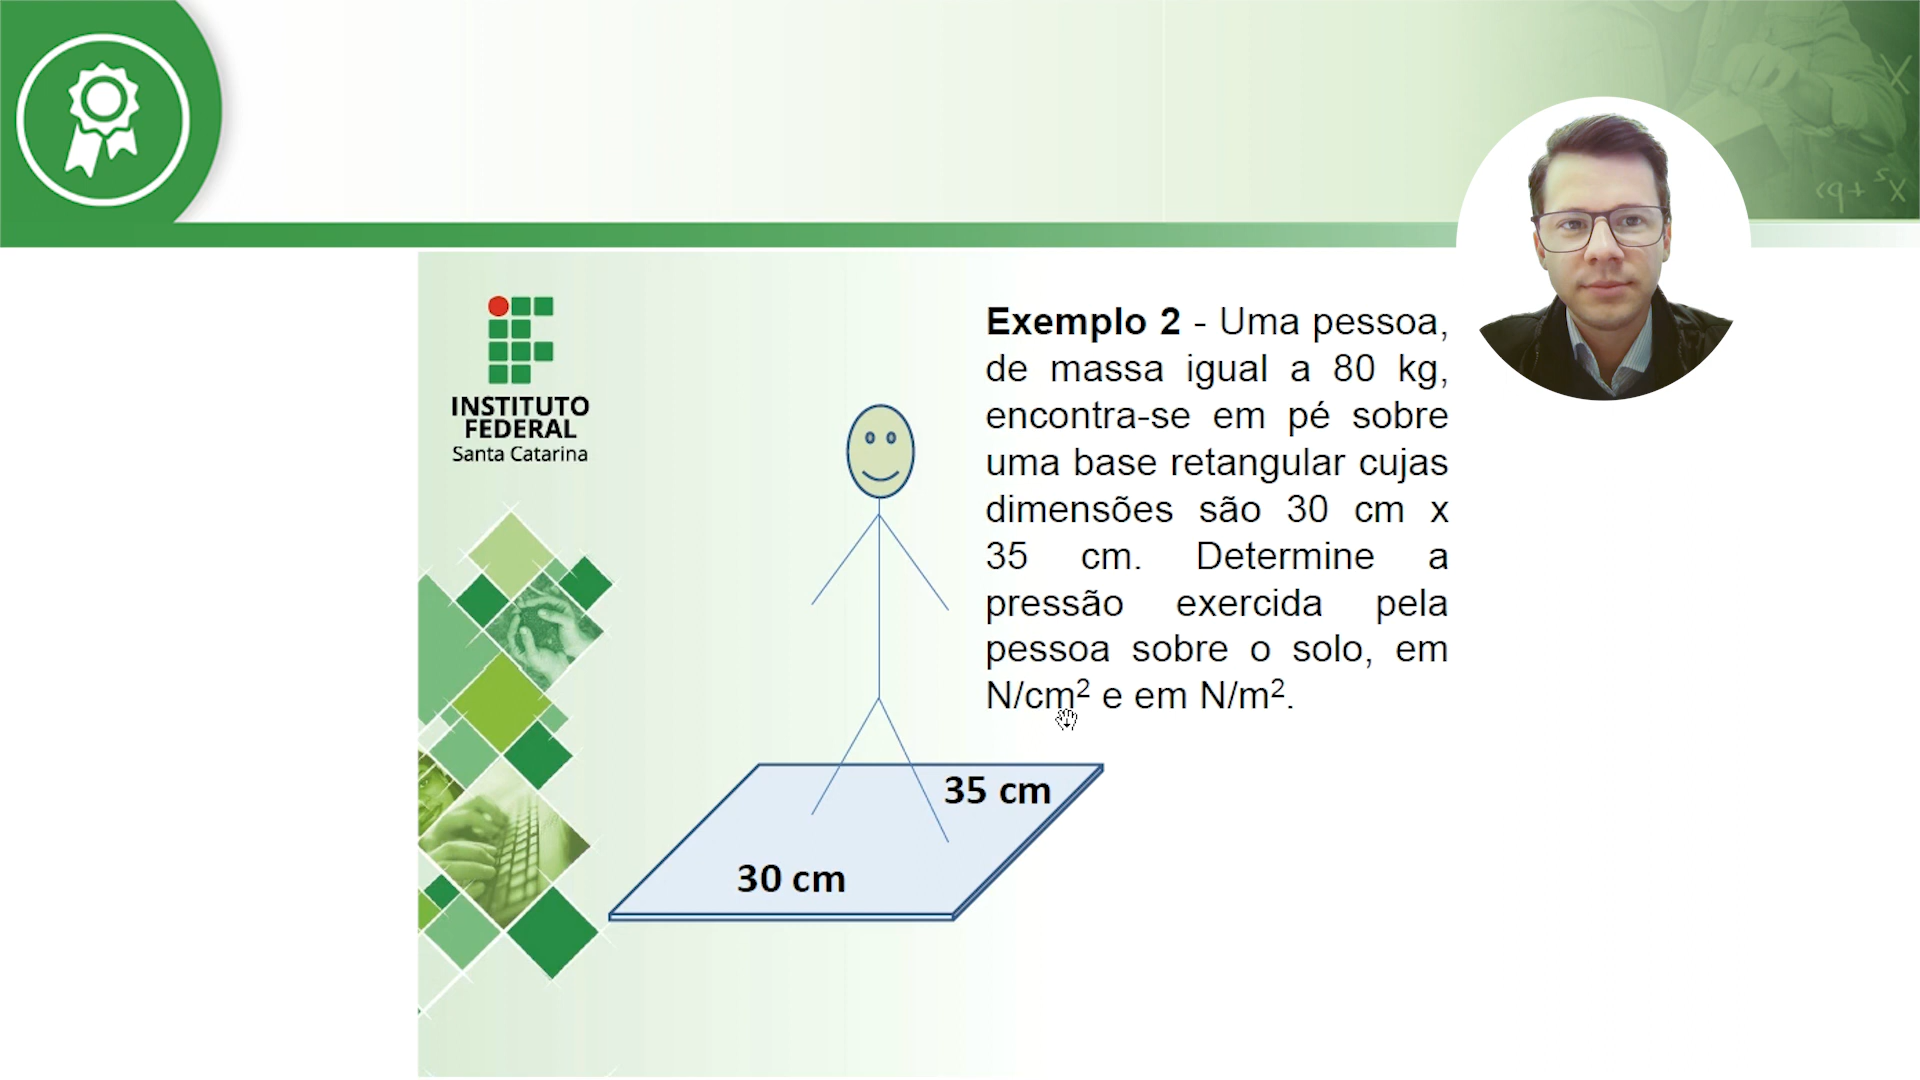 INSTITUTO
FEDERAL
Santa Catarina
Exemplo 2 - Uma pessoa,
de massa igual a 80 kg,
encontra-se em pé sobre
uma base retangular cujas
dimensões são 30 cm x
35 cm. Determine a
pressão exercida pela
pessoa sobre o solo, em
N/cm² e em N/m².
35 cm
30 cm